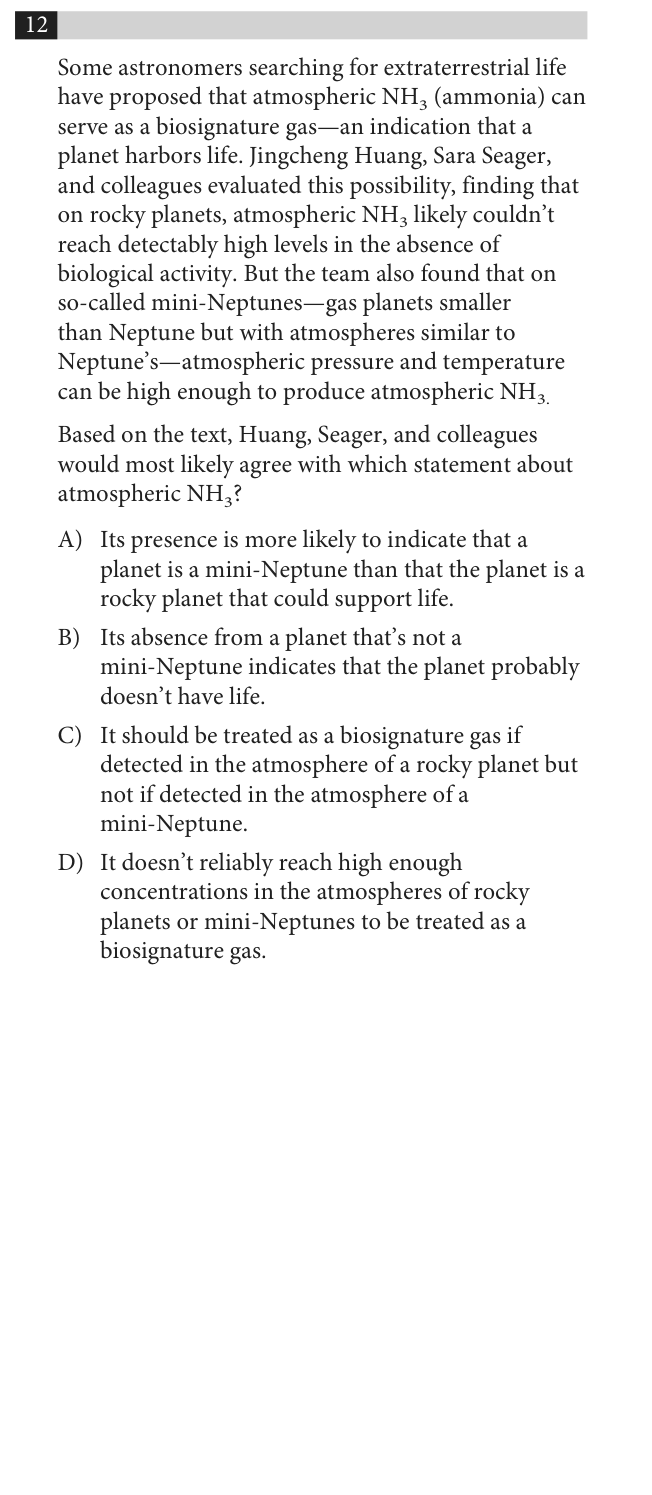 12
Some astronomers searching for extraterrestrial life
have proposed that atmospheric NH₃ (ammonia) can
serve as a biosignature gas—an indication that a
planet harbors life. Jingcheng Huang, Sara Seager,
and colleagues evaluated this possibility, finding that
on rocky planets, atmospheric NH₃ likely couldn’t
reach detectably high levels in the absence of
biological activity. But the team also found that on
so-called mini-Neptunes—gas planets smaller
than Neptune but with atmospheres similar to
Neptune’s—atmospheric pressure and temperature
can be high enough to produce atmospheric NH₃.
Based on the text, Huang, Seager, and colleagues
would most likely agree with which statement about
atmospheric NH₃?
A) Its presence is more likely to indicate that a
planet is a mini-Neptune than that the planet is a
rocky planet that could support life.
B) Its absence from a planet that’s not a
mini-Neptune indicates that the planet probably
doesn’t have life.
C) It should be treated as a biosignature gas if
detected in the atmosphere of a rocky planet but
not if detected in the atmosphere of a
mini-Neptune.
D) It doesn’t reliably reach high enough
concentrations in the atmospheres of rocky
planets or mini-Neptunes to be treated as a
biosignature gas.